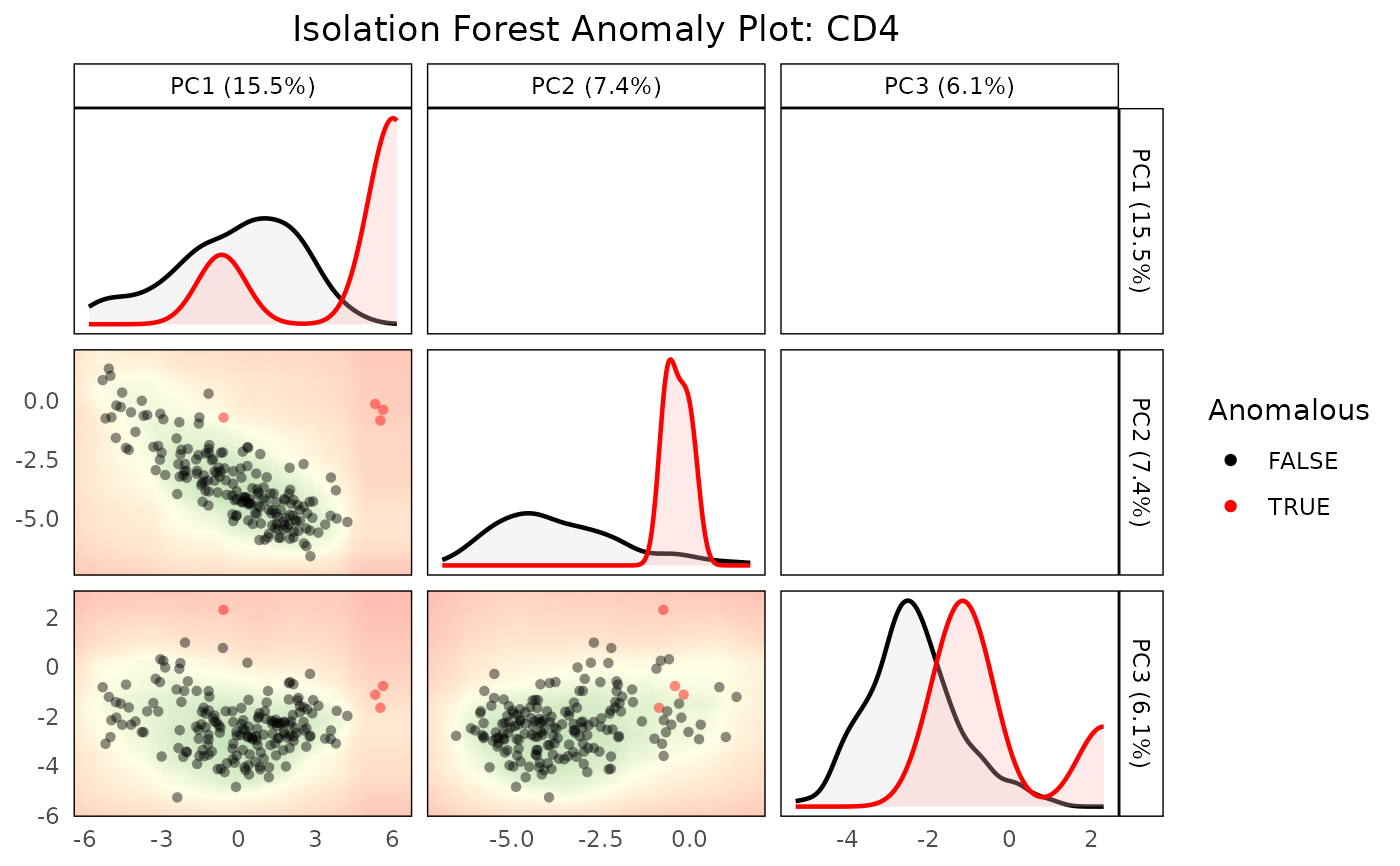 Isolation Forest Anomaly Plot: CD4
PC1 (15.5%)
PC2 (7.4%)
PC3 (6.1%)
PC1 (15.5%)
0.0
-2.5
-5.0
PC2 (7.4%)
Anomalous
FALSE
TRUE
2
0
-2
-4
-6
PC3 (6.1%)
-6 -3 0 3 6
-5.0 -2.5 0.0
-4 -2 0 2